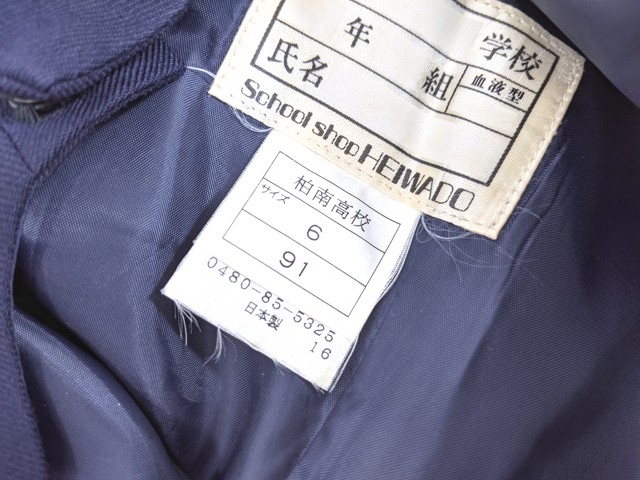 学校
年 組
血液型
氏名
School shop HEIWADO
柏南高校
サイズ
6
91
0480-85-5325
日本製
16